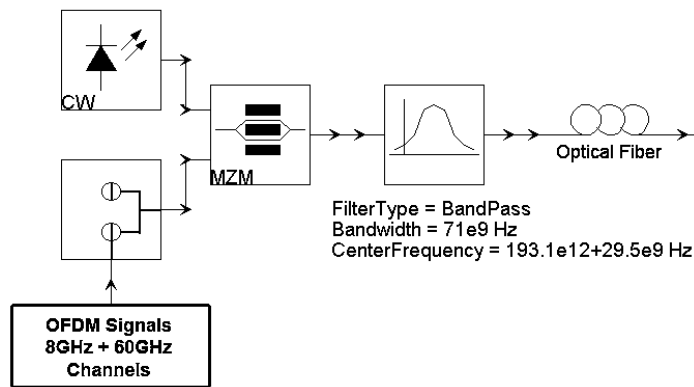 CW
MZM
Optical Fiber
FilterType = BandPass
Bandwidth = 71e9 Hz
CenterFrequency = 193.1e12+29.5e9 Hz
OFDM Signals
8GHz + 60GHz
Channels